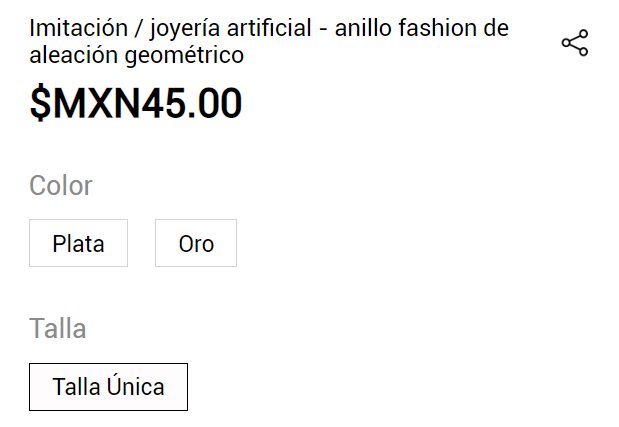 Imitación / joyería artificial - anillo fashion de
aleación geométrico
$MXN45.00
Color
Plata Oro
Talla
Talla Única